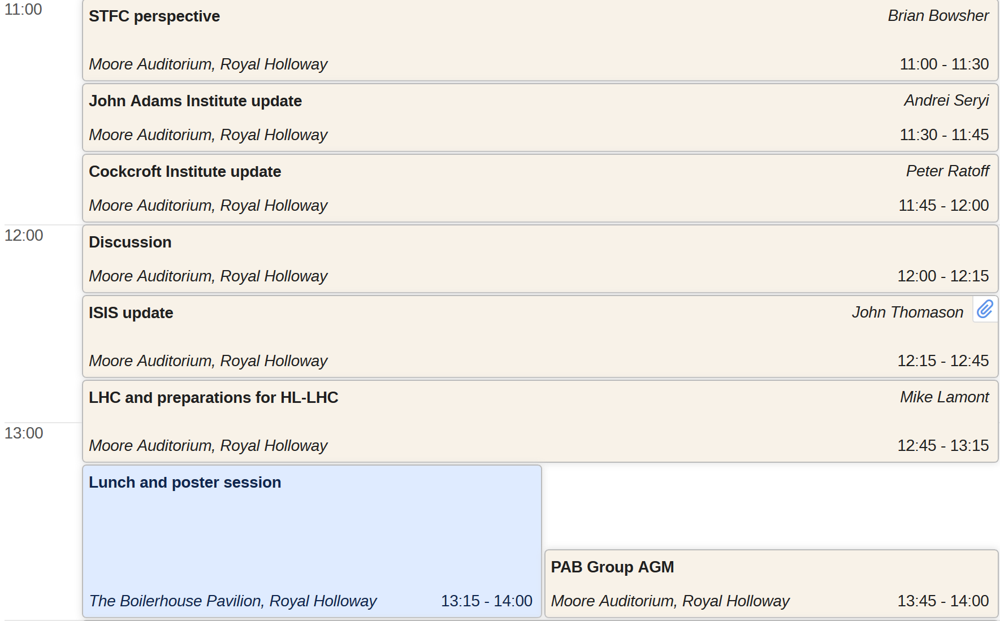 11:00
STFC perspective Brian Bowsher
Moore Auditorium, Royal Holloway 11:00 - 11:30
John Adams Institute update Andrei Seryi
Moore Auditorium, Royal Holloway 11:30 - 11:45
Cockcroft Institute update Peter Ratoff
Moore Auditorium, Royal Holloway 11:45 - 12:00
12:00
Discussion
Moore Auditorium, Royal Holloway 12:00 - 12:15
ISIS update John Thomason
Moore Auditorium, Royal Holloway 12:15 - 12:45
LHC and preparations for HL-LHC Mike Lamont
13:00
Moore Auditorium, Royal Holloway 12:45 - 13:15
Lunch and poster session
The Boilerhouse Pavilion, Royal Holloway 13:15 - 14:00
PAB Group AGM
Moore Auditorium, Royal Holloway 13:45 - 14:00